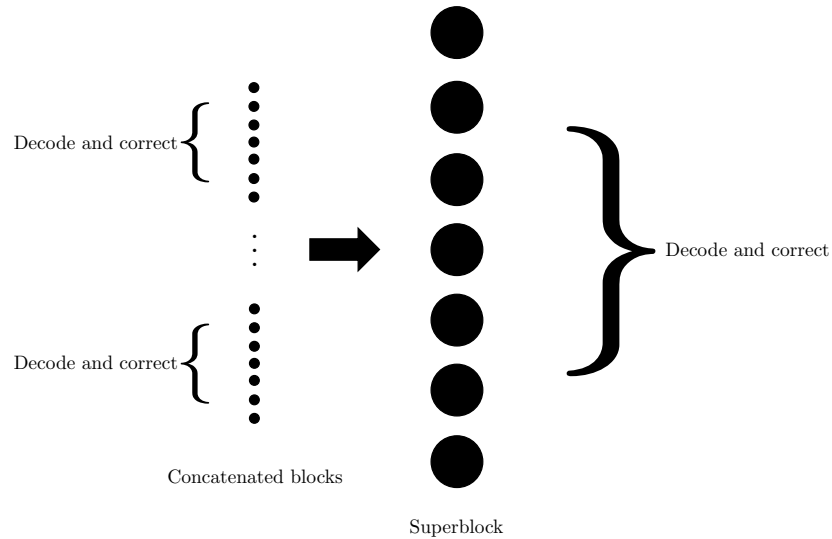 Decode and correct
Decode and correct
Decode and correct
Concatenated blocks
Superblock